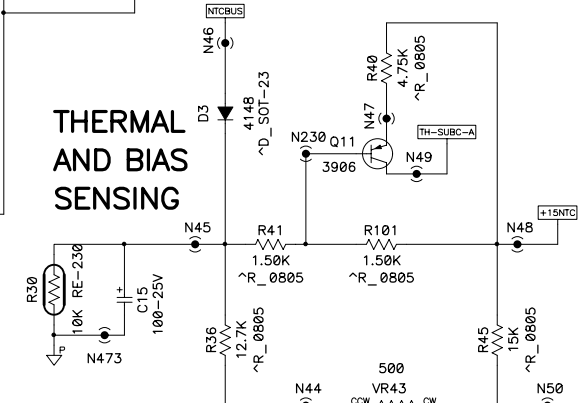 NTCBUS
N46
D3
4148
^D_SOT-23
R40
4.75K
^R_0805
N47
TH-SUBC-A
N230
Q11
3906
N49
THERMAL
AND BIAS
SENSING
+15NTC
N45
R41
1.50K
^R_0805
R101
1.50K
^R_0805
N48
R30
10K RE-230
+
C15
100-25V
P
N473
R36
12.7K
^R_0805
R45
15K
^R_0805
500
VR43
N44
CCW
CW
N50